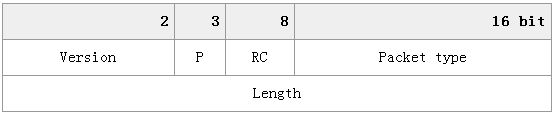 2 3 8 16 bit
Version P RC Packet type
Length